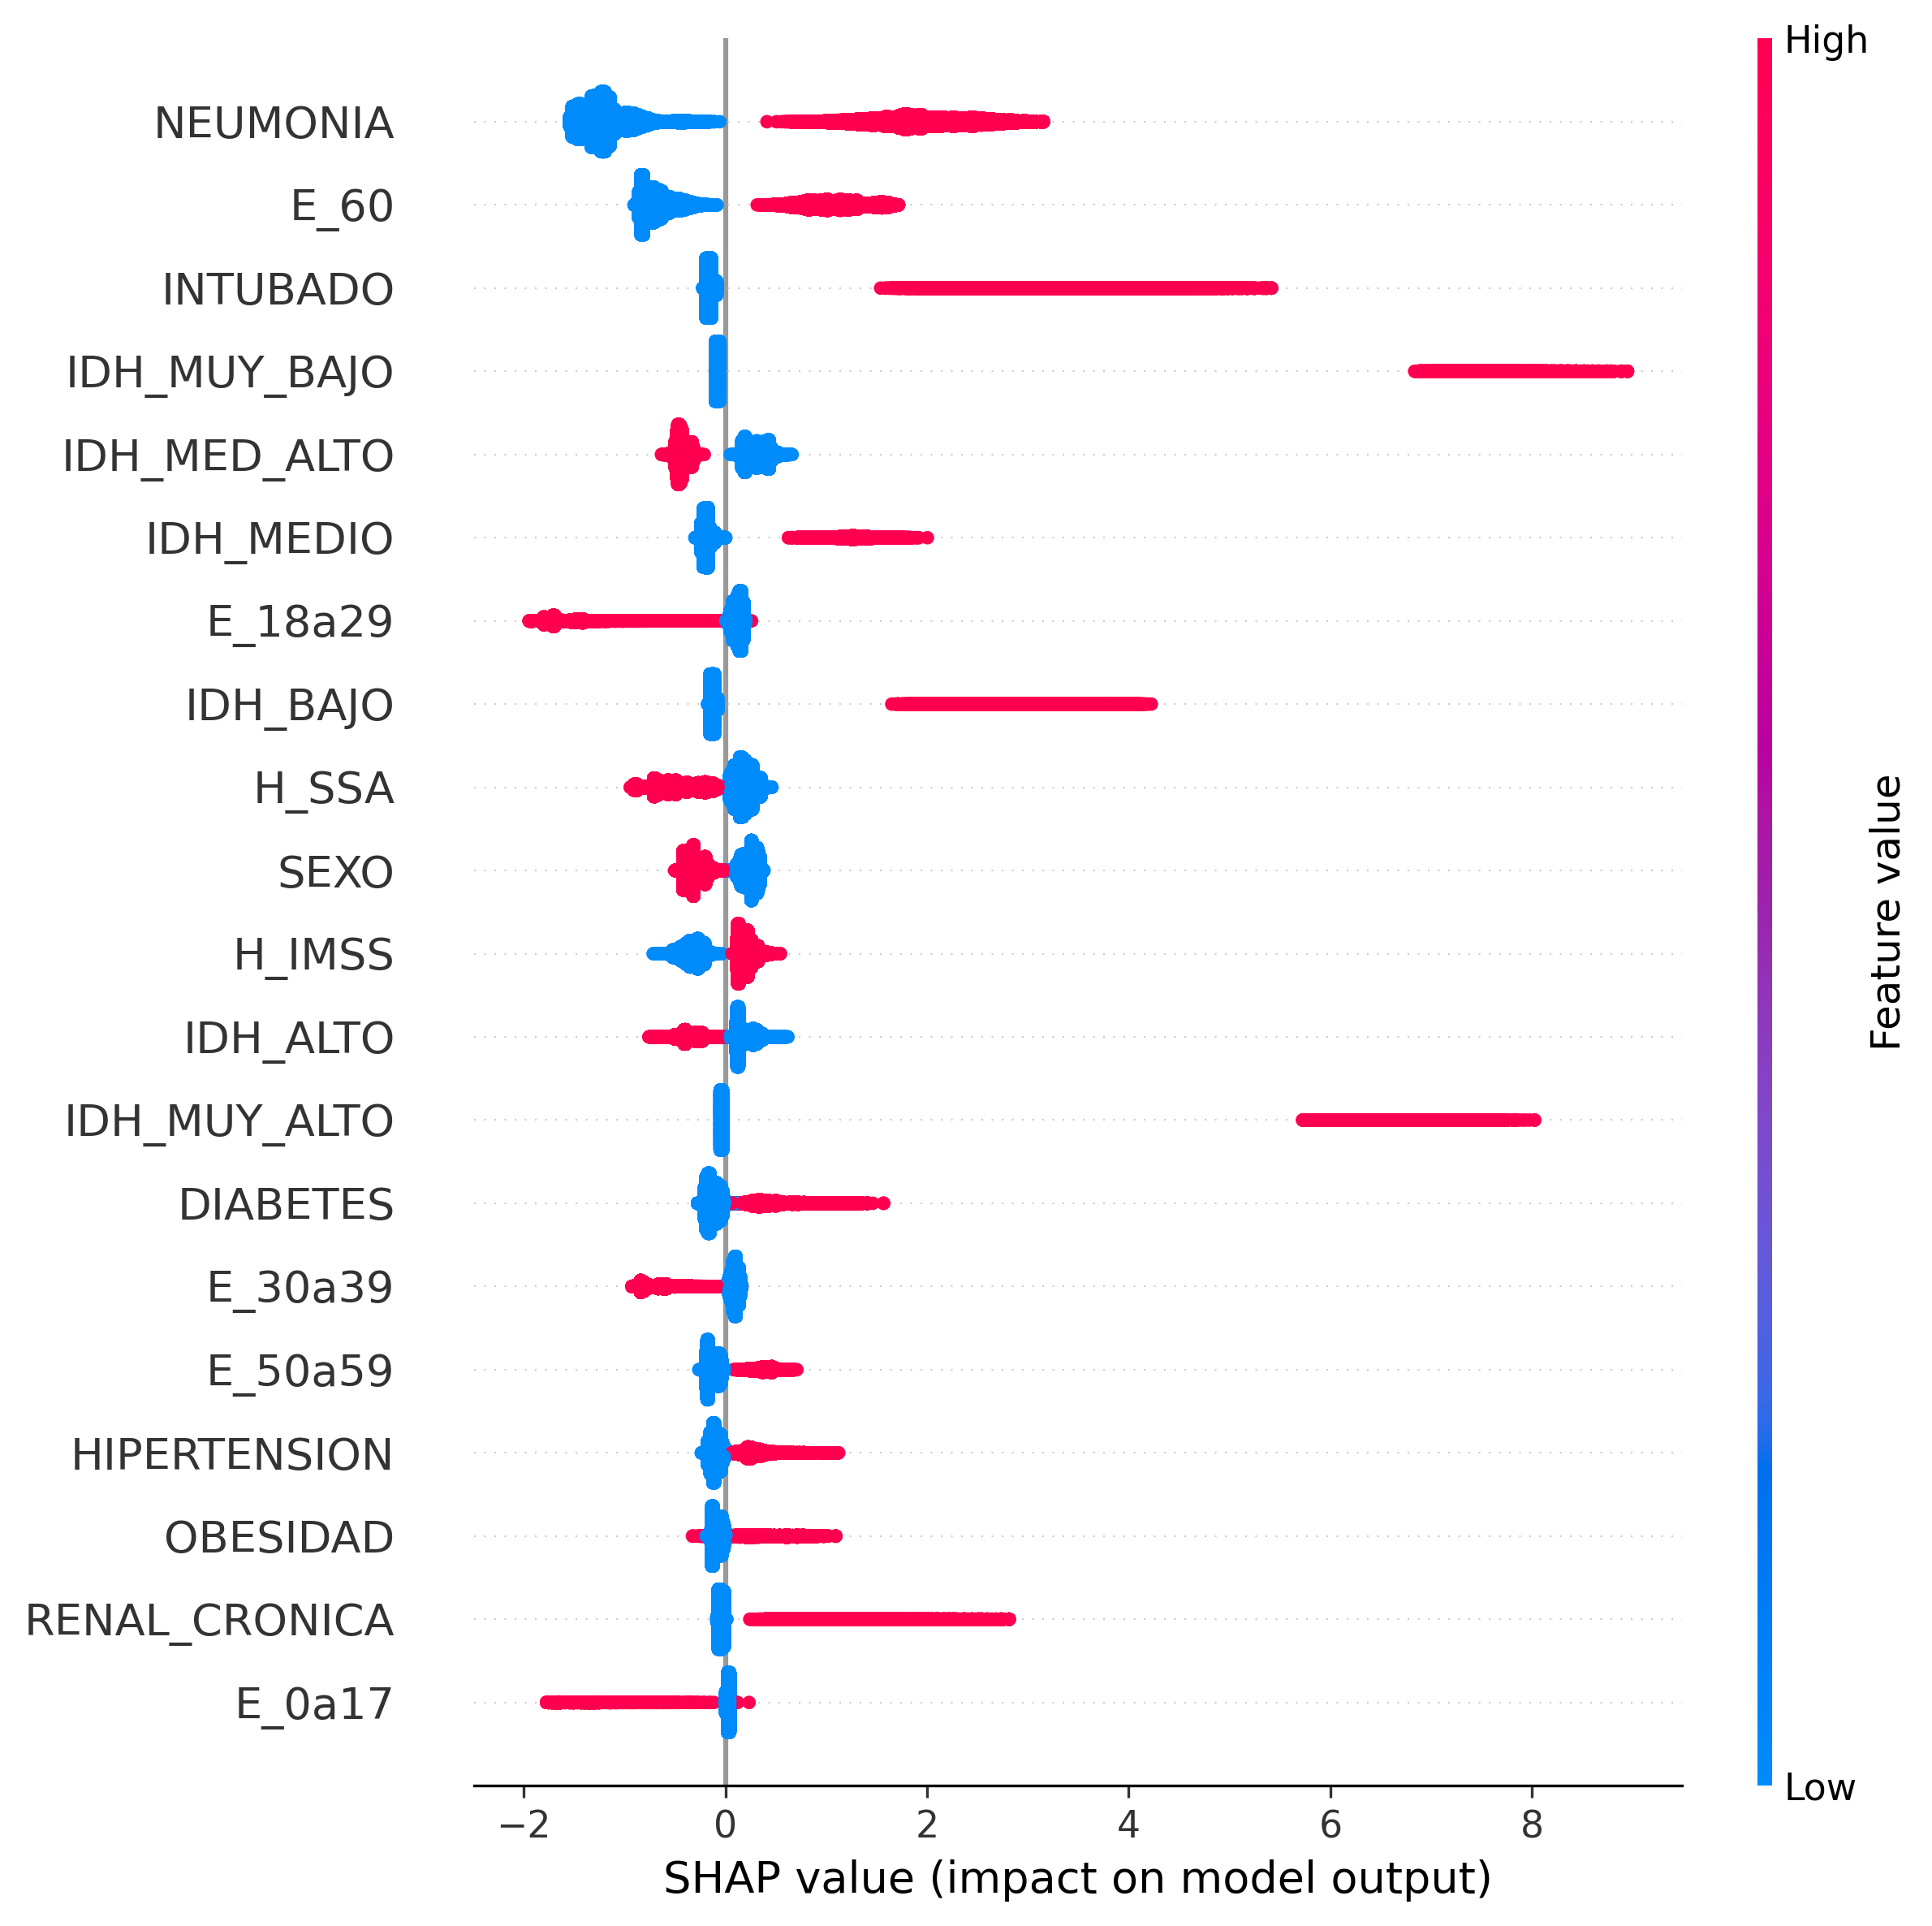 High
NEUMONIA
E_60
INTUBADO
IDH_MUY_BAJO
IDH_MED_ALTO
IDH_MEDIO
E_18a29
IDH_BAJO
H_SSA
SEXO
H_IMSS
IDH_ALTO
IDH_MUY_ALTO
DIABETES
E_30a39
E_50a59
HIPERTENSION
OBESIDAD
RENAL_CRONICA
E_0a17
Feature value
Low
−2 0 2 4 6 8
SHAP value (impact on model output)